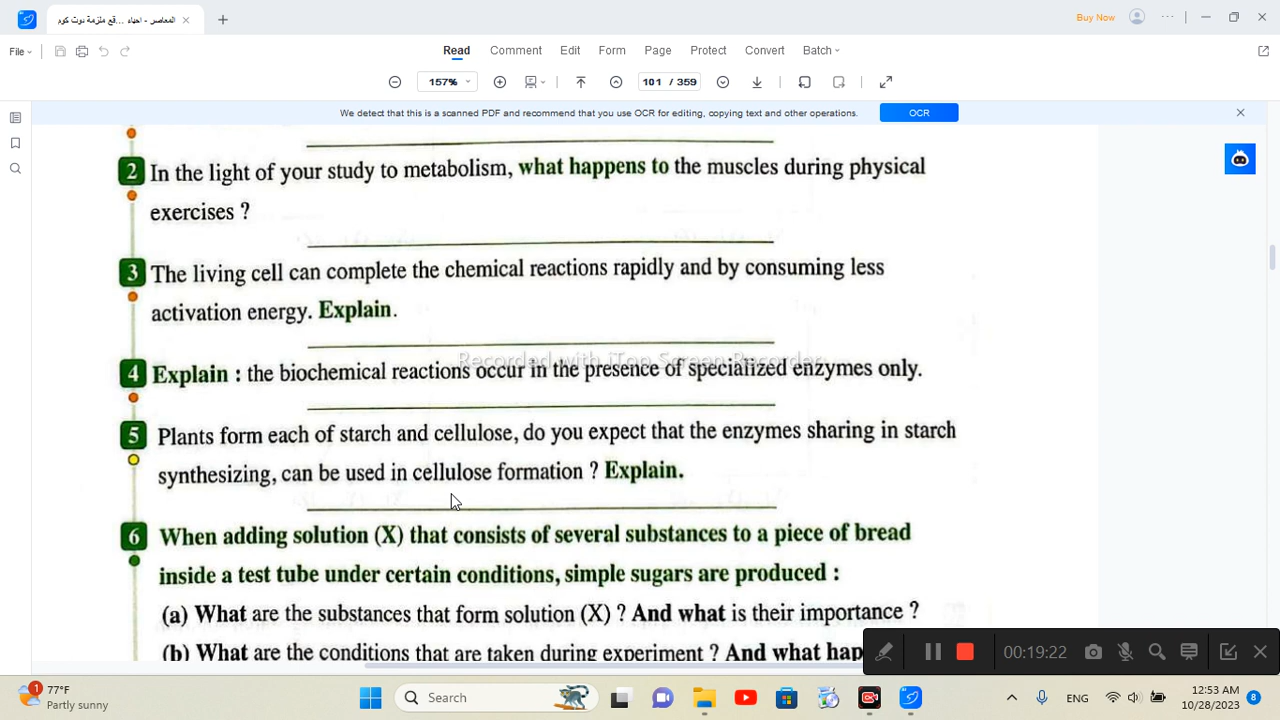 المعاصر - احياء ...قع ملزمة دوت كوم
Buy Now
File
Read Comment Edit Form Page Protect Convert Batch
157% 101 / 359
We detect that this is a scanned PDF and recommend that you use OCR for editing, copying text and other operations. OCR
2 In the light of your study to metabolism, what happens to the muscles during physical
exercises ?
3 The living cell can complete the chemical reactions rapidly and by consuming less
activation energy. Explain.
Recorded with iTop Screen Recorder
4 Explain : the biochemical reactions occur in the presence of specialized enzymes only.
5 Plants form each of starch and cellulose, do you expect that the enzymes sharing in starch
synthesizing, can be used in cellulose formation ? Explain.
6 When adding solution (X) that consists of several substances to a piece of bread
inside a test tube under certain conditions, simple sugars are produced :
(a) What are the substances that form solution (X) ? And what is their importance ?
(b) What are the conditions that are taken during experiment ? And what hap
00:19:22
1 77°F
Partly sunny
Search
ENG
12:53 AM
10/28/2023
8